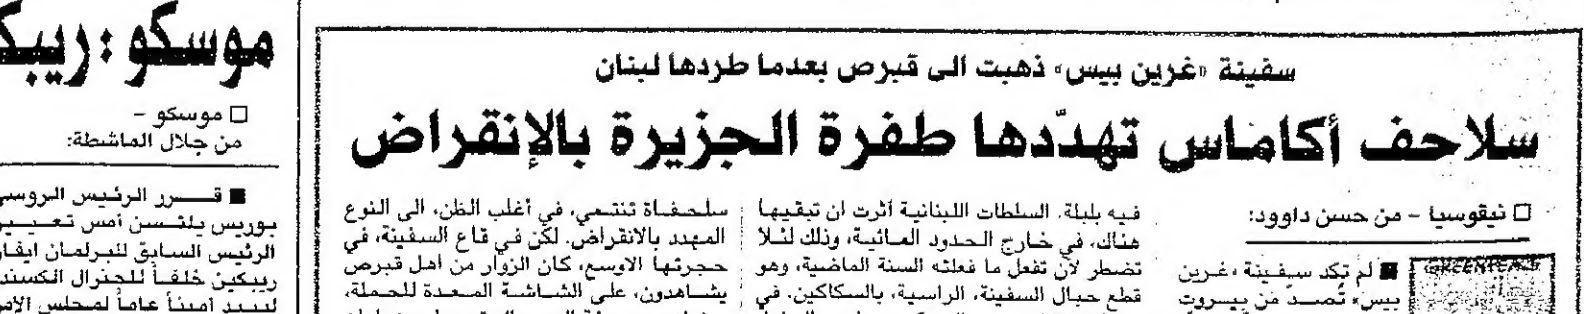 سفينة «غرين بيس» ذهبت الى قبرص بعدما طردها لبنان
سلاحف أكاماس تهدّدها طفرة الجزيرة بالإنقراض
□ نيقوسيا – من حسن داوود:
■ لم تكد سفينة «غرين
بيس» تُصد من بيروت
GREENPEACE
فيه بلبلة. السلطات اللبنانية آثرت ان تبقيها
هناك، في خارج الحدود المائية، وذلك لئلا
تضطر لأن تفعل ما فعلته السنة الماضية، وهو
قطع حبال السفينة، الراسية، بالسكاكين. في
سلحفاة تنتمي، في أغلب الظن، الى النوع
المهدد بالانقراض. لكن في قاع السفينة، في
حجرتها الاوسع، كان الزوار من اهل قبرص
يشاهدون، على الشاشة المعدة للحملة،
موسكو : ريبك
□ موسكو –
من جلال الماشطة:
■ قـــرر الرئيس الروسي
بوريس يلتسن أمس تعيين
الرئيس السابق للبرلمان ايفان
ريبكين خلفاً للجنرال الكسندر
ليبيد أميناً عاماً لمجلس الامن